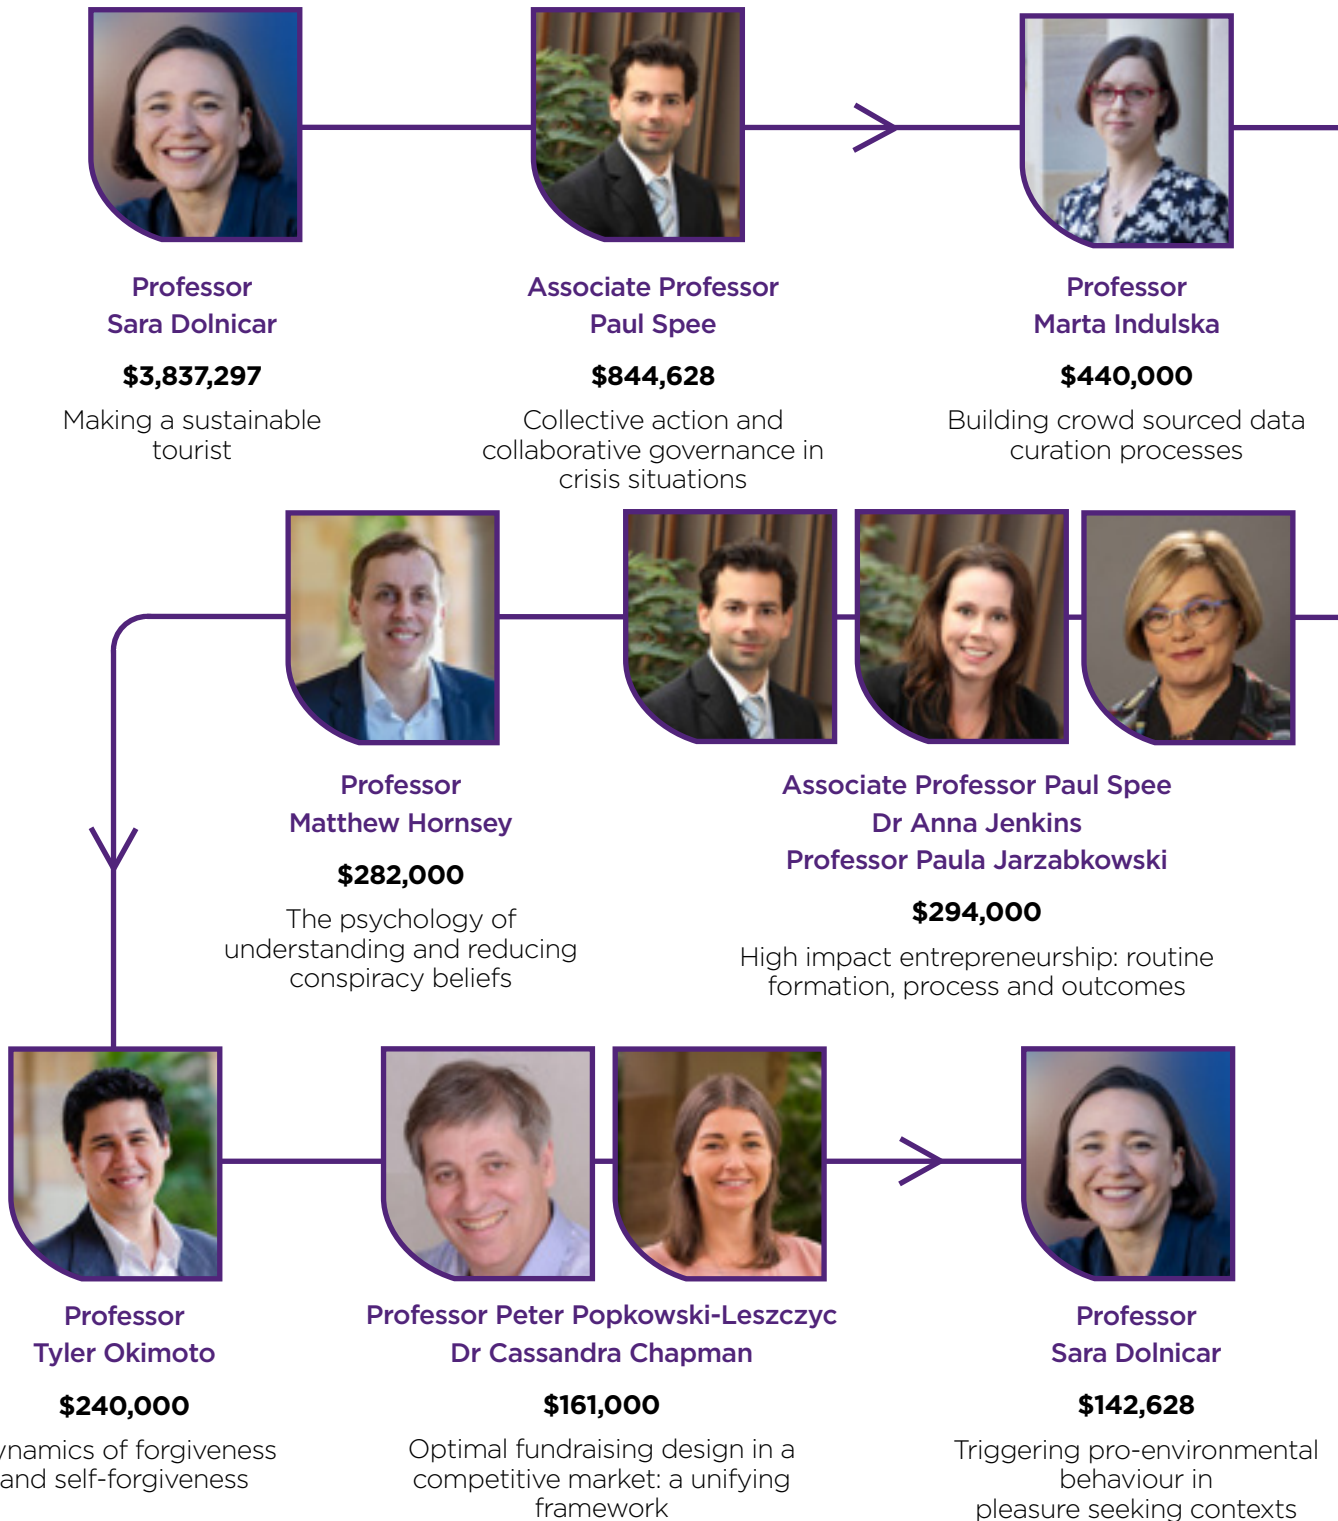 Professor
Sara Dolnicar
$3,837,297
Making a sustainable
tourist
Associate Professor
Paul Spee
$844,628
Collective action and
collaborative governance in
crisis situations
Professor
Marta Indulska
$440,000
Building crowd sourced data
curation processes
Professor
Matthew Hornsey
$282,000
The psychology of
understanding and reducing
conspiracy beliefs
Associate Professor Paul Spee
Dr Anna Jenkins
Professor Paula Jarzabkowski
$294,000
High impact entrepreneurship: routine
formation, process and outcomes
Professor
Tyler Okimoto
$240,000
ynamics of forgiveness
and self-forgiveness
Professor Peter Popkowski-Leszczyc
Dr Cassandra Chapman
$161,000
Optimal fundraising design in a
competitive market: a unifying
framework
Professor
Sara Dolnicar
$142,628
Triggering pro-environmental
behaviour in
pleasure seeking contexts